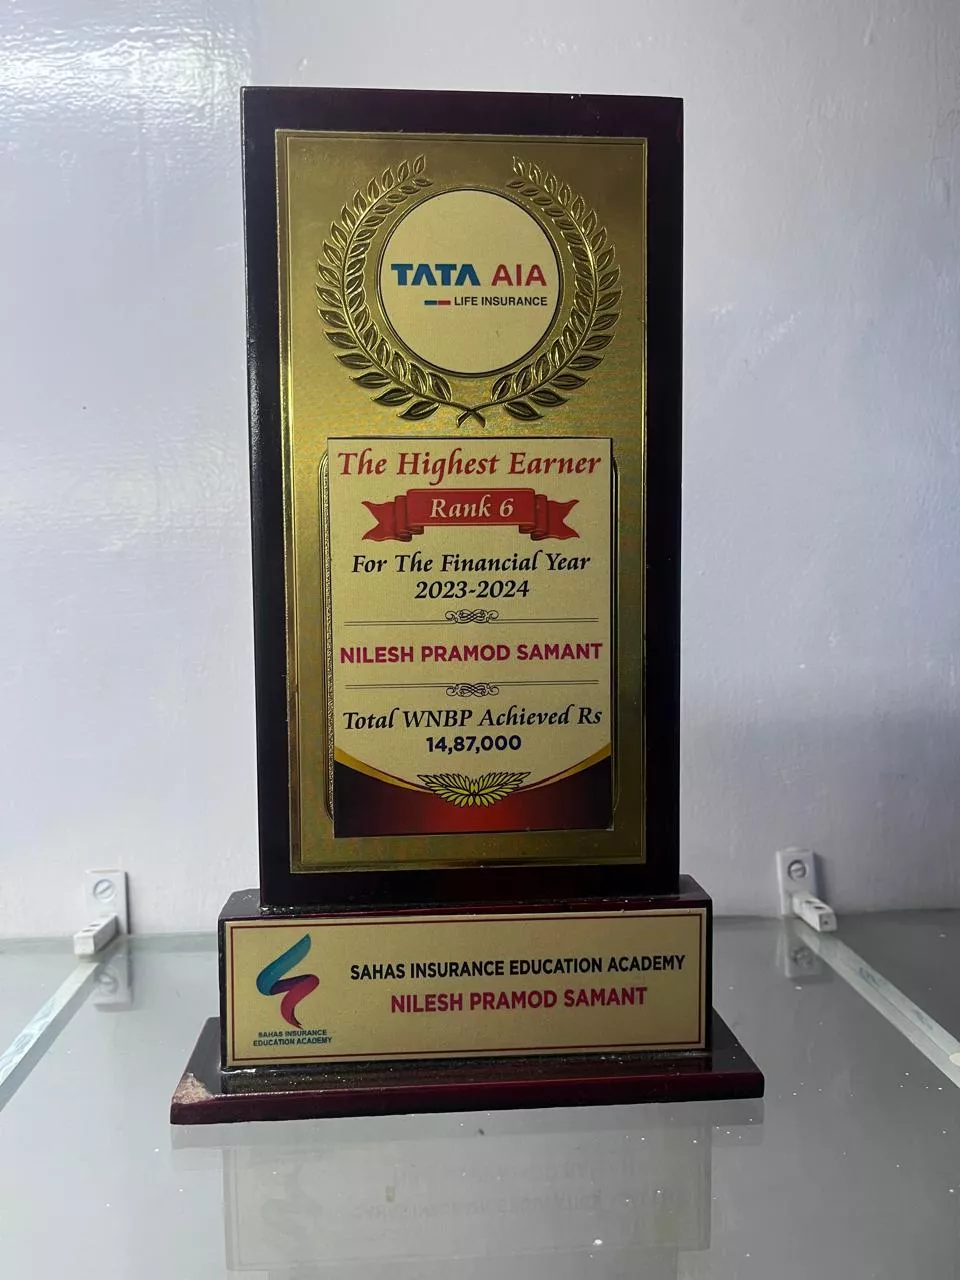 TATA AIA
LIFE INSURANCE
The Highest Earner
Rank 6
For The Financial Year
2023-2024
NILESH PRAMOD SAMANT
Total WNBP Achieved Rs
14,87,000
SAHAS INSURANCE EDUCATION ACADEMY
NILESH PRAMOD SAMANT
SAHAS INSURANCE
EDUCATION ACADEMY